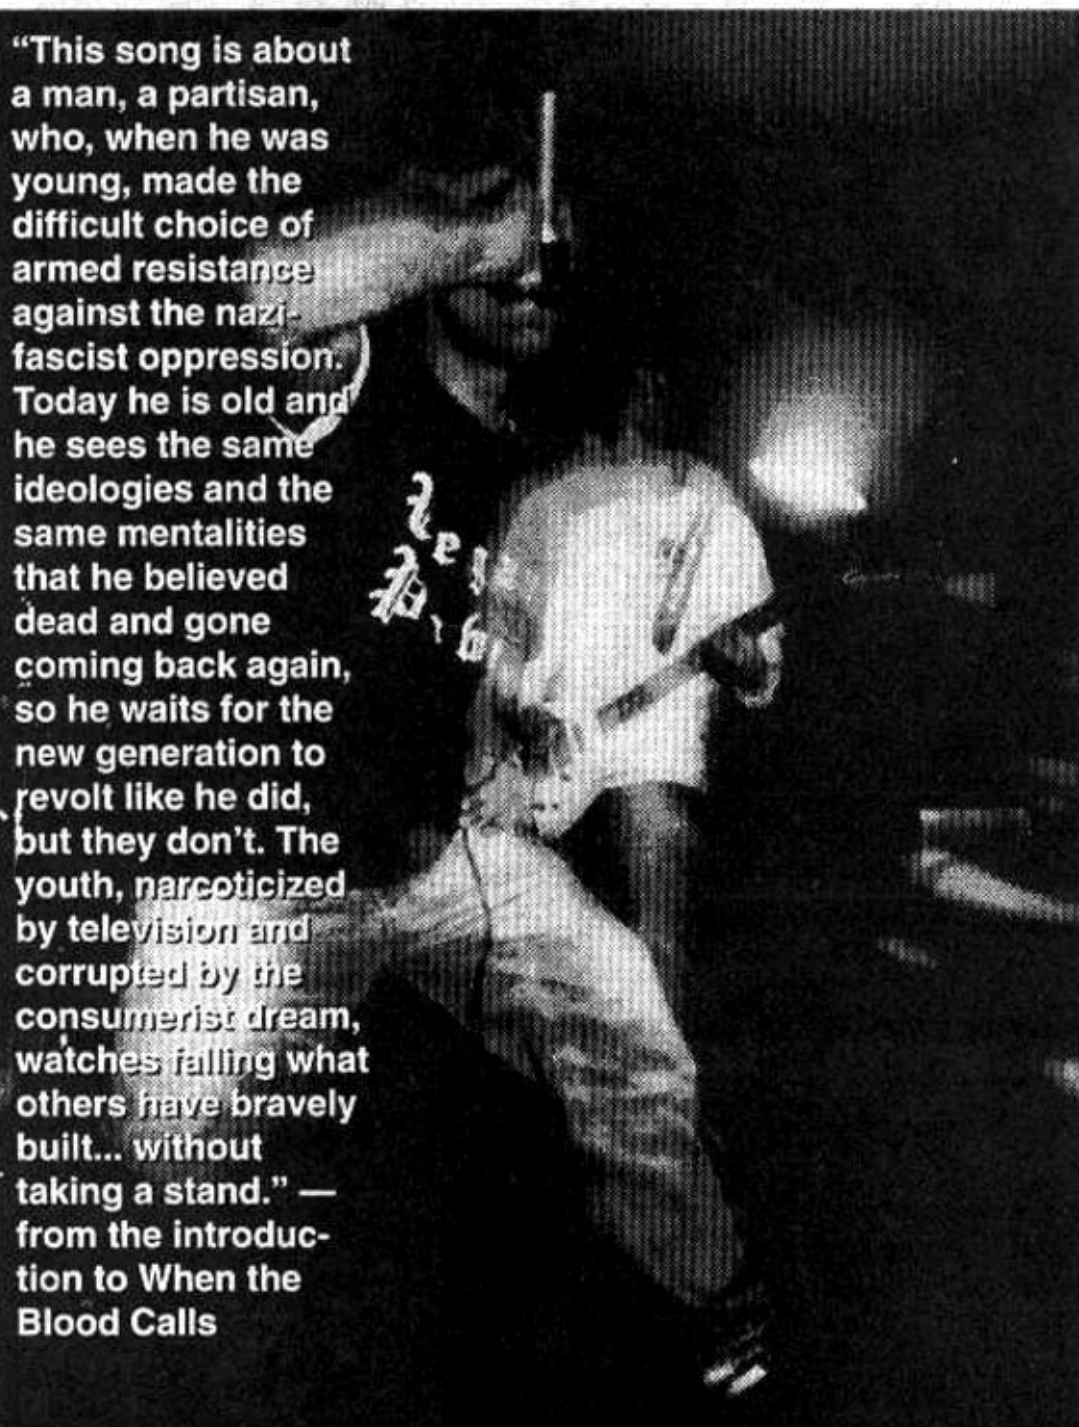 “This song is about
a man, a partisan,
who, when he was
young, made the
difficult choice of
armed resistance
against the nazi-
fascist oppression.
Today he is old and
he sees the same
ideologies and the
same mentalities
that he believed
dead and gone
coming back again,
so he waits for the
new generation to
revolt like he did,
but they don’t. The
youth, narcoticized
by television and
corrupted by the
consumerist dream,
watches falling what
others have bravely
built... without
taking a stand.” —
from the introduc-
tion to When the
Blood Calls